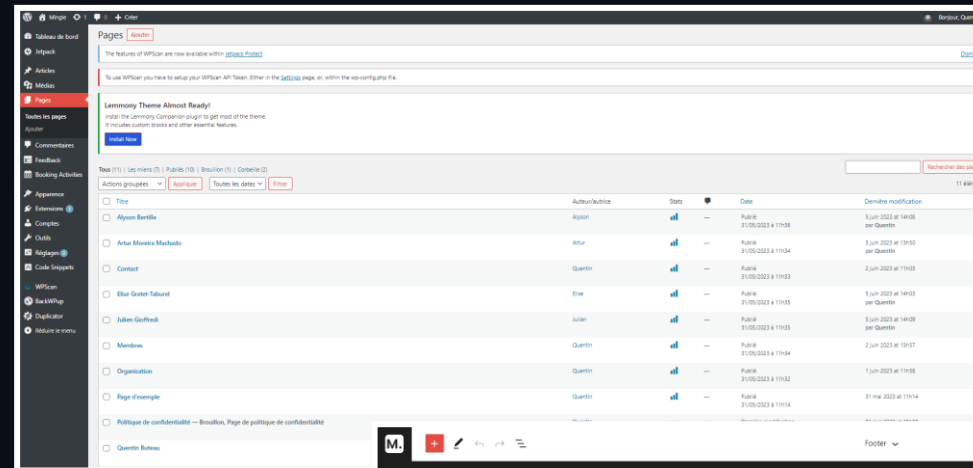 Mingle 1 0 + Créer Bonjour, Quen
Tableau de bord
Jetpack
Articles
Médias
Pages
Toutes les pages
Ajouter
Commentaires
Feedback
Booking Activities
Apparence
Extensions
Comptes
Outils
Réglages
Code Snippets
WPScan
BackWPup
Duplicator
Réduire le menu
Pages Ajouter
The features of WPScan are now available within Jetpack Protect
To use WPScan you have to setup your WPScan API Token. Either in the Settings page, or, within the wp-config.php file.
Lemmony Theme Almost Ready!
Install the Lemmony Companion plugin to get most of the theme.
It includes custom blocks and other essential features.
Install Now
Tous (11) | Les miens (7) | Publiés (10) | Brouillon (1) | Corbeille (2)
Rechercher des pa
Actions groupées Appliquer Toutes les dates Filtrer 11 élém
Titre Auteur/autrice Stats Date Dernière modification
Alyson Bertille Alyson — Publié 31/05/2023 à 11h36 5 juin 2023 à 14h08 par Quentin
Artur Moreira Machado Artur — Publié 31/05/2023 à 11h34 5 juin 2023 à 13h50 par Quentin
Contact Quentin — Publié 31/05/2023 à 11h33 2 juin 2023 à 11h03
Elise Gratet-Taburel Elise — Publié 31/05/2023 à 11h35 5 juin 2023 à 14h03 par Quentin
Julien Gioffredi Julien — Publié 31/05/2023 à 11h35 5 juin 2023 à 14h09 par Quentin
Membres Quentin — Publié 31/05/2023 à 11h34 2 juin 2023 à 15h57
Organisation Quentin — Publié 31/05/2023 à 11h32 1 juin 2023 à 11h58
Page d'exemple Quentin — Publié 31/05/2023 à 11h14 31 mai 2023 at 11h14
Politique de confidentialité — Brouillon, Page de politique de confidentialité
Quentin Buteau
M. + Footer